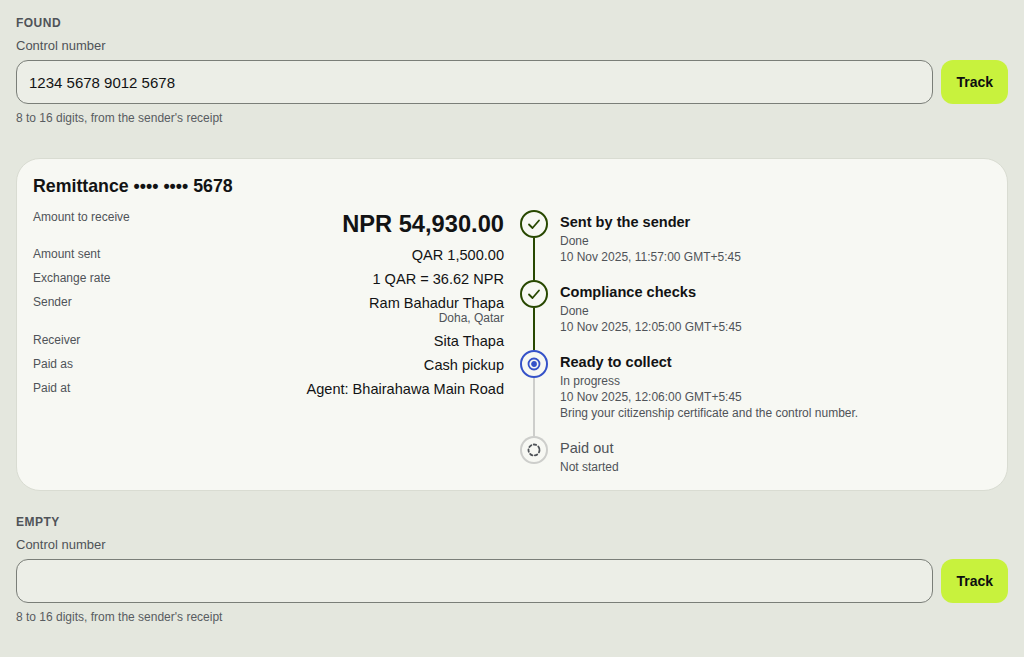 FOUND
Control number
1234 5678 9012 5678
Track
8 to 16 digits, from the sender's receipt
Remittance •••• •••• 5678
Amount to receive
NPR 54,930.00
Amount sent
QAR 1,500.00
Exchange rate
1 QAR = 36.62 NPR
Sender
Ram Bahadur Thapa
Doha, Qatar
Receiver
Sita Thapa
Paid as
Cash pickup
Paid at
Agent: Bhairahawa Main Road
Sent by the sender
Done
10 Nov 2025, 11:57:00 GMT+5:45
Compliance checks
Done
10 Nov 2025, 12:05:00 GMT+5:45
Ready to collect
In progress
10 Nov 2025, 12:06:00 GMT+5:45
Bring your citizenship certificate and the control number.
Paid out
Not started
EMPTY
Control number
Track
8 to 16 digits, from the sender's receipt